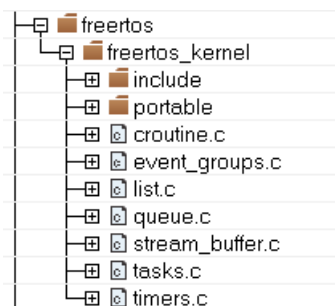 freertos
freertos_kernel
include
portable
croutine.c
event_groups.c
list.c
queue.c
stream_buffer.c
tasks.c
timers.c